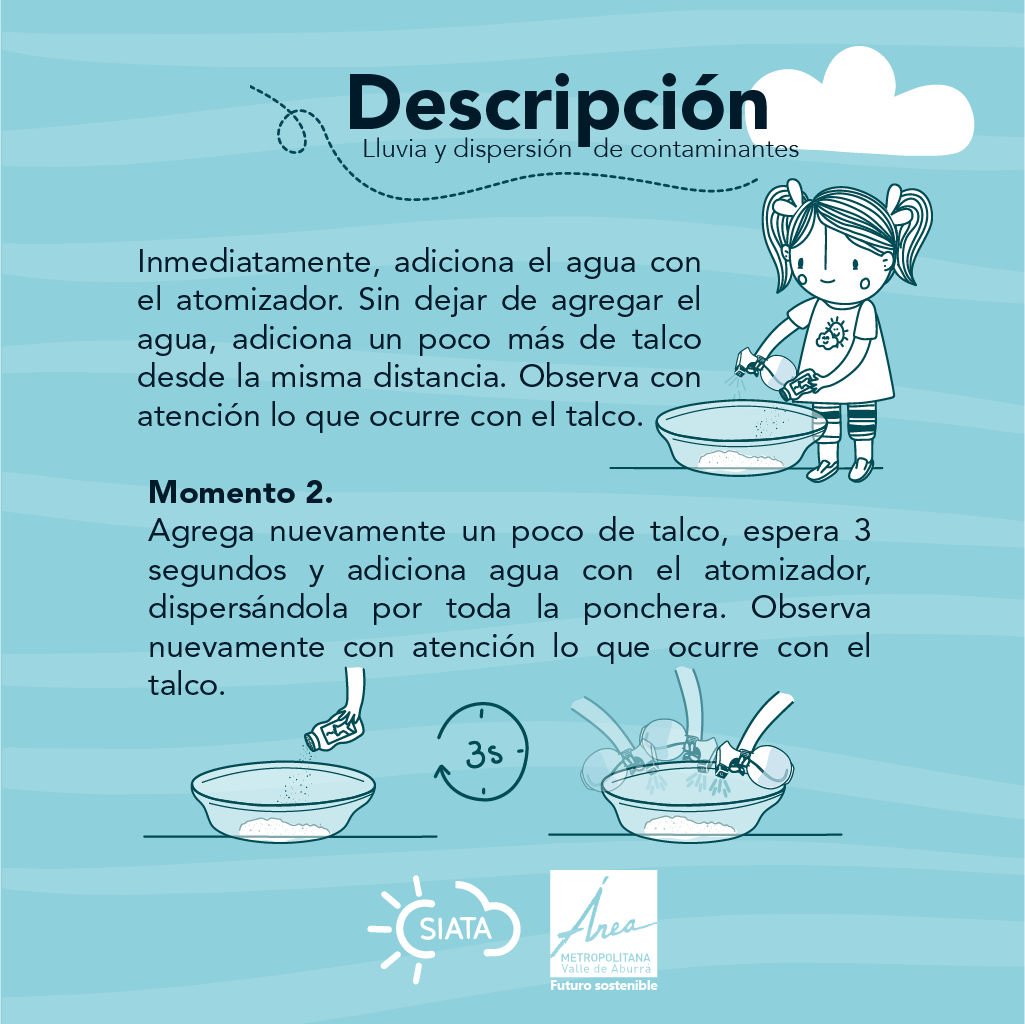 Descripción
Lluvia y dispersión de contaminantes
Inmediatamente, adiciona el agua con
el atomizador. Sin dejar de agregar el
agua, adiciona un poco más de talco
desde la misma distancia. Observa con
atención lo que ocurre con el talco.
Momento 2.
Agrega nuevamente un poco de talco, espera 3
segundos y adiciona agua con el atomizador,
dispersándola por toda la ponchera. Observa
nuevamente con atención lo que ocurre con el
talco.
3s
SIATA
Área
METROPOLITANA
Valle de Aburrá
Futuro sostenible